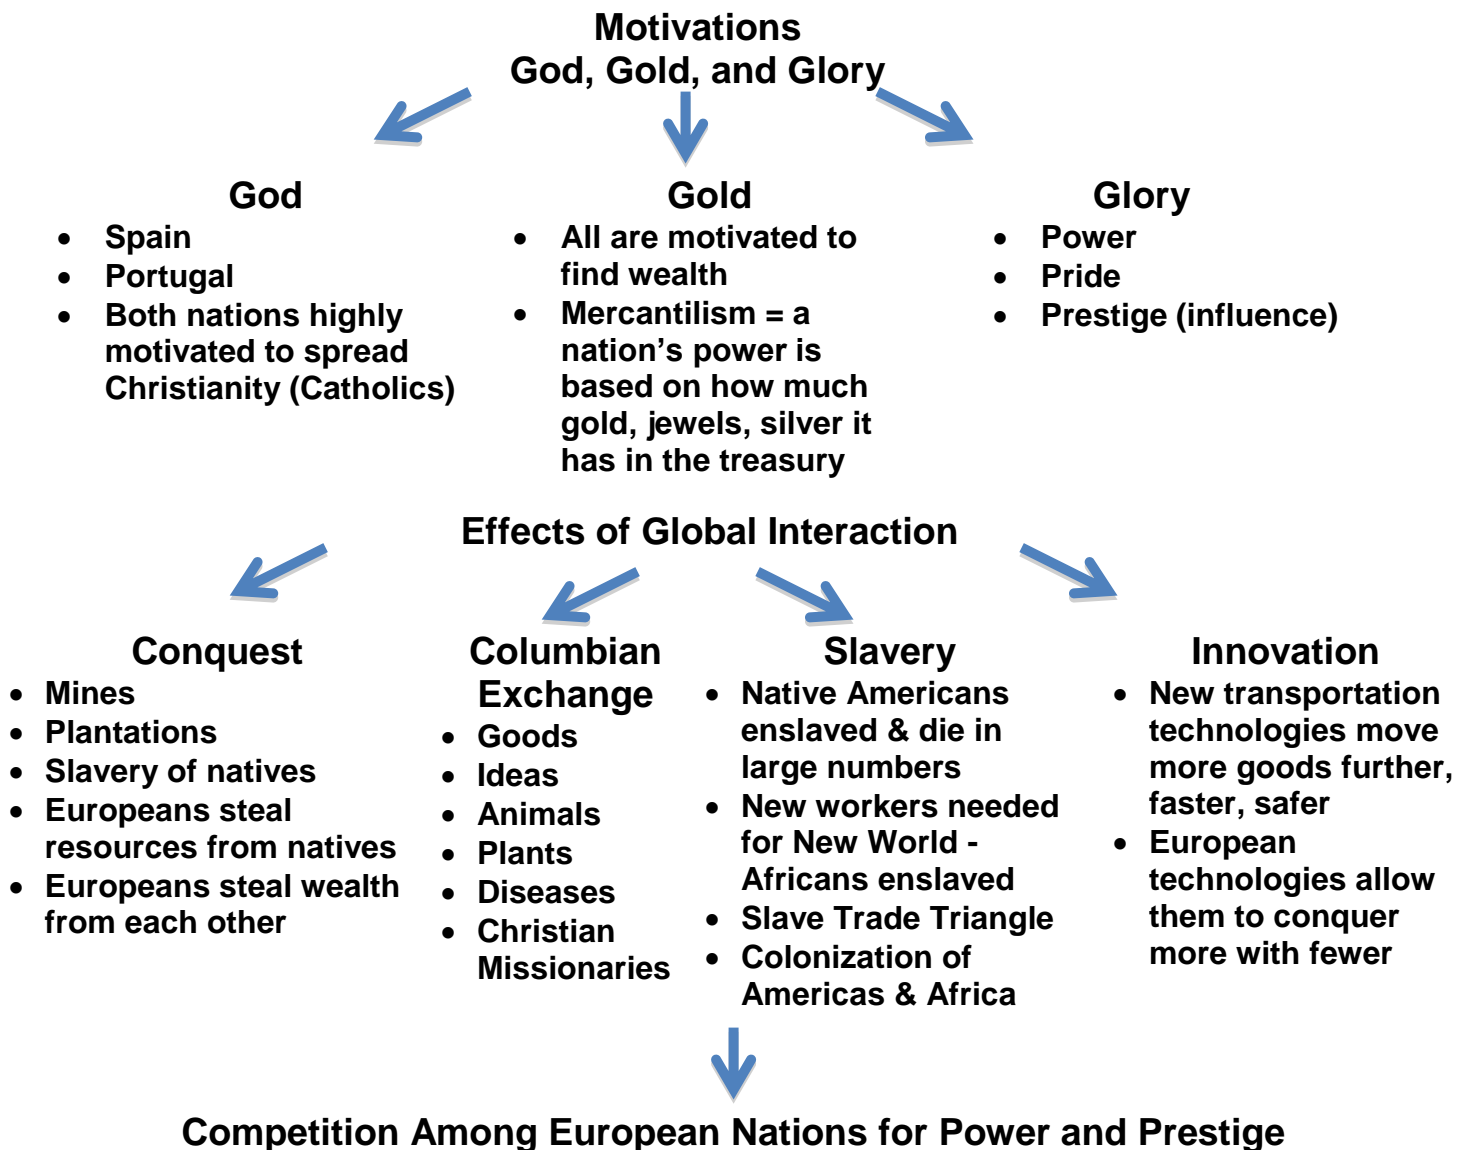 Motivations
God, Gold, and Glory
God
• Spain
• Portugal
• Both nations highly
motivated to spread
Christianity (Catholics)
Gold
• All are motivated to
find wealth
• Mercantilism = a
nation’s power is
based on how much
gold, jewels, silver it
has in the treasury
Glory
• Power
• Pride
• Prestige (influence)
Effects of Global Interaction
Conquest
• Mines
• Plantations
• Slavery of natives
• Europeans steal
resources from natives
• Europeans steal wealth
from each other
Columbian
Exchange
• Goods
• Ideas
• Animals
• Plants
• Diseases
• Christian
Missionaries
Slavery
• Native Americans
enslaved & die in
large numbers
• New workers needed
for New World -
Africans enslaved
• Slave Trade Triangle
• Colonization of
Americas & Africa
Innovation
• New transportation
technologies move
more goods further,
faster, safer
• European
technologies allow
them to conquer
more with fewer
Competition Among European Nations for Power and Prestige